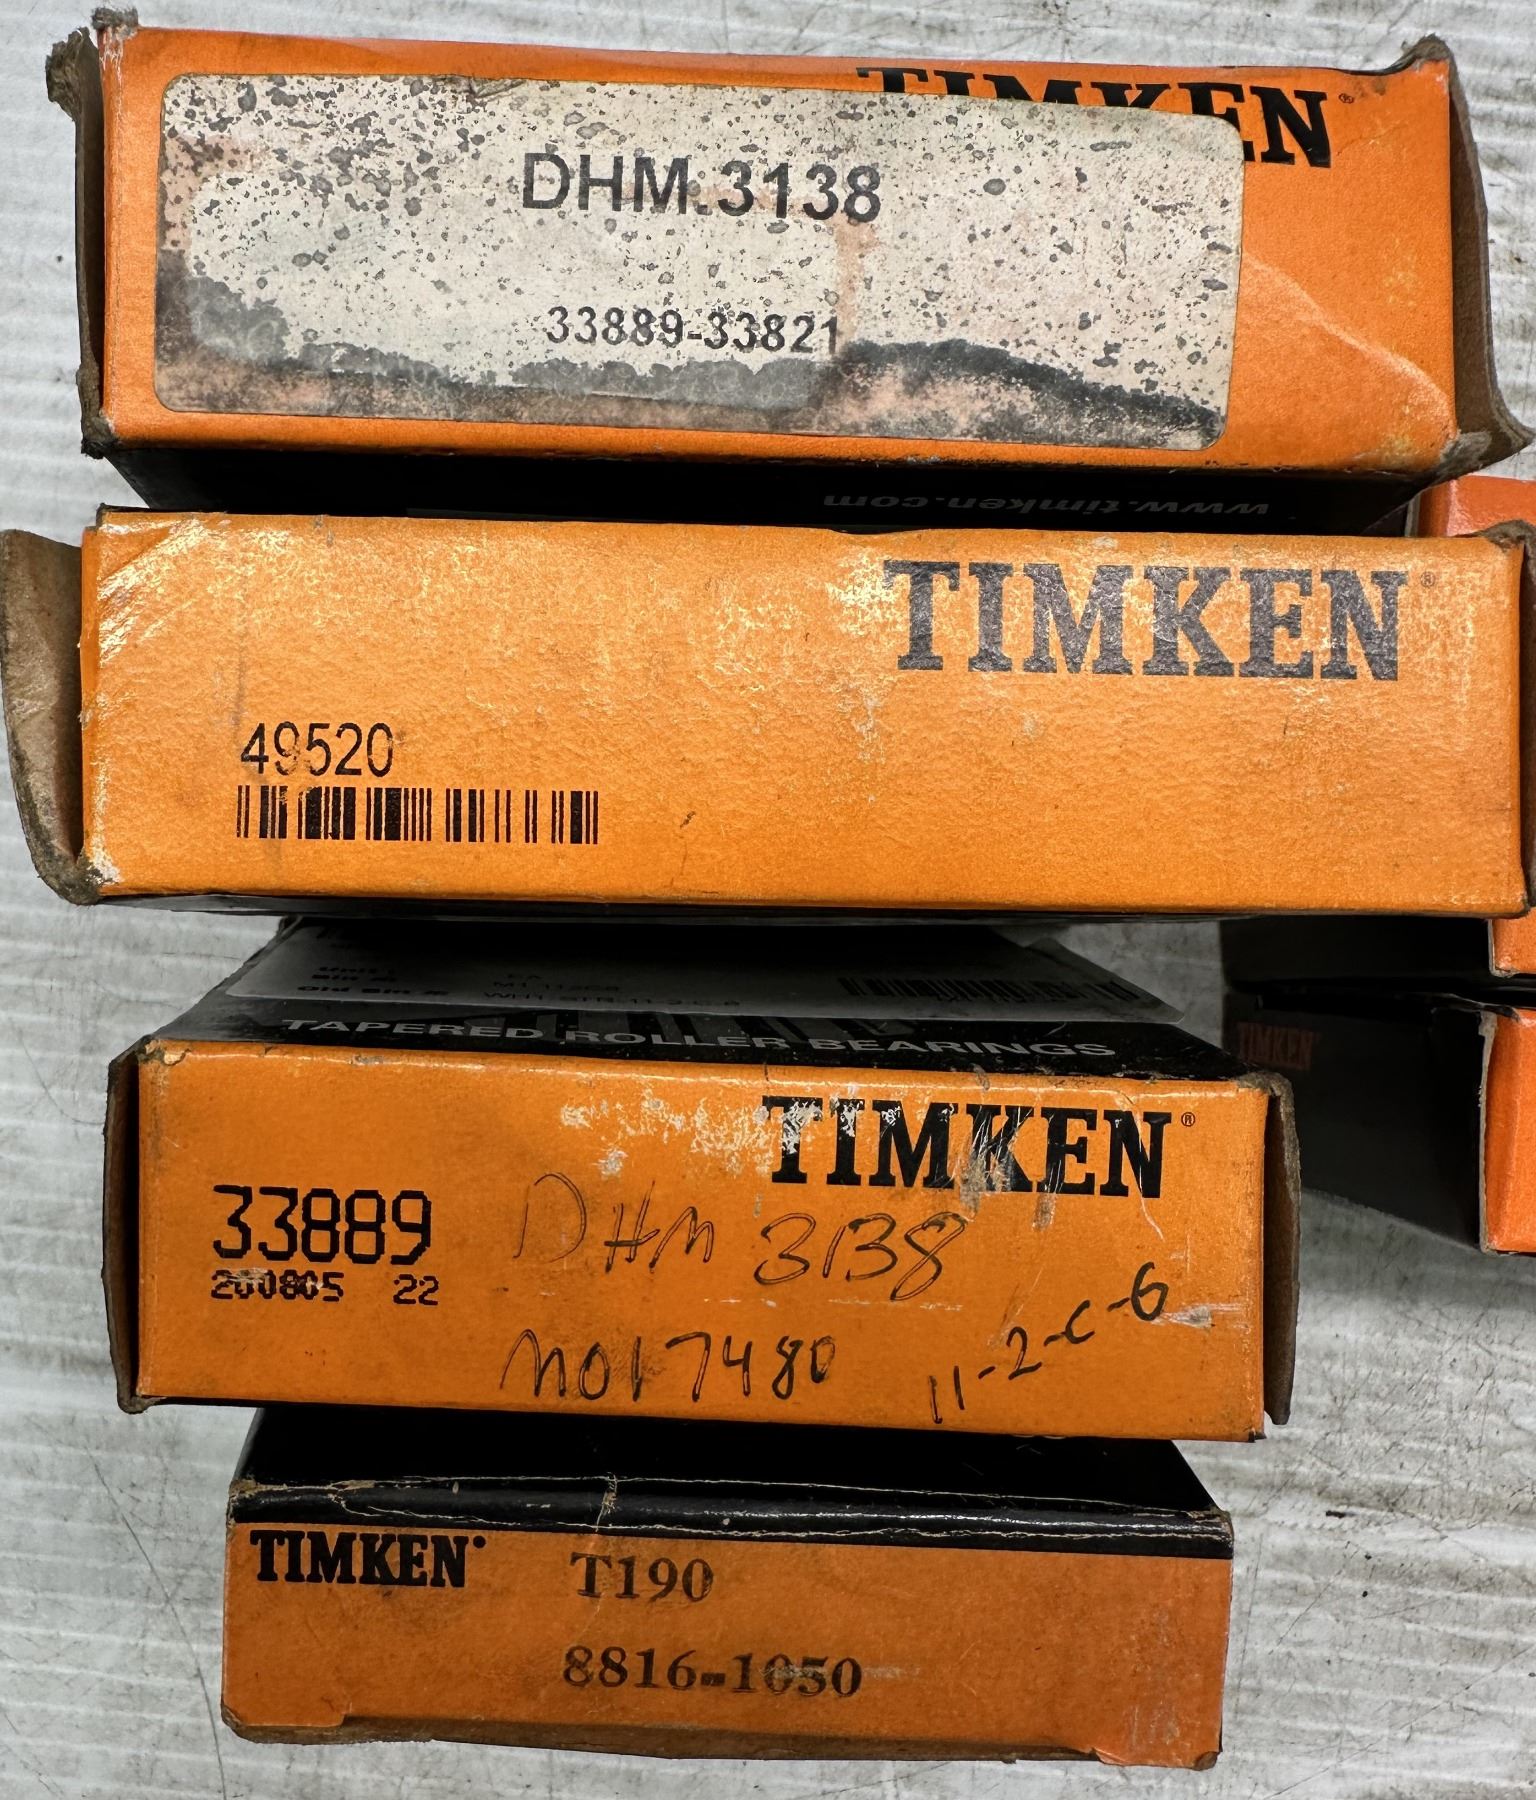 TIMKEN®
DHM.3138
33889-33821
www.timken.com
TIMKEN®
49520
TAPERED ROLLER BEARINGS
TIMKEN
TIMKEN®
33889
DHM 3138
200805 22
11-2-C-6
M017480
TIMKEN
T190
8816-1050